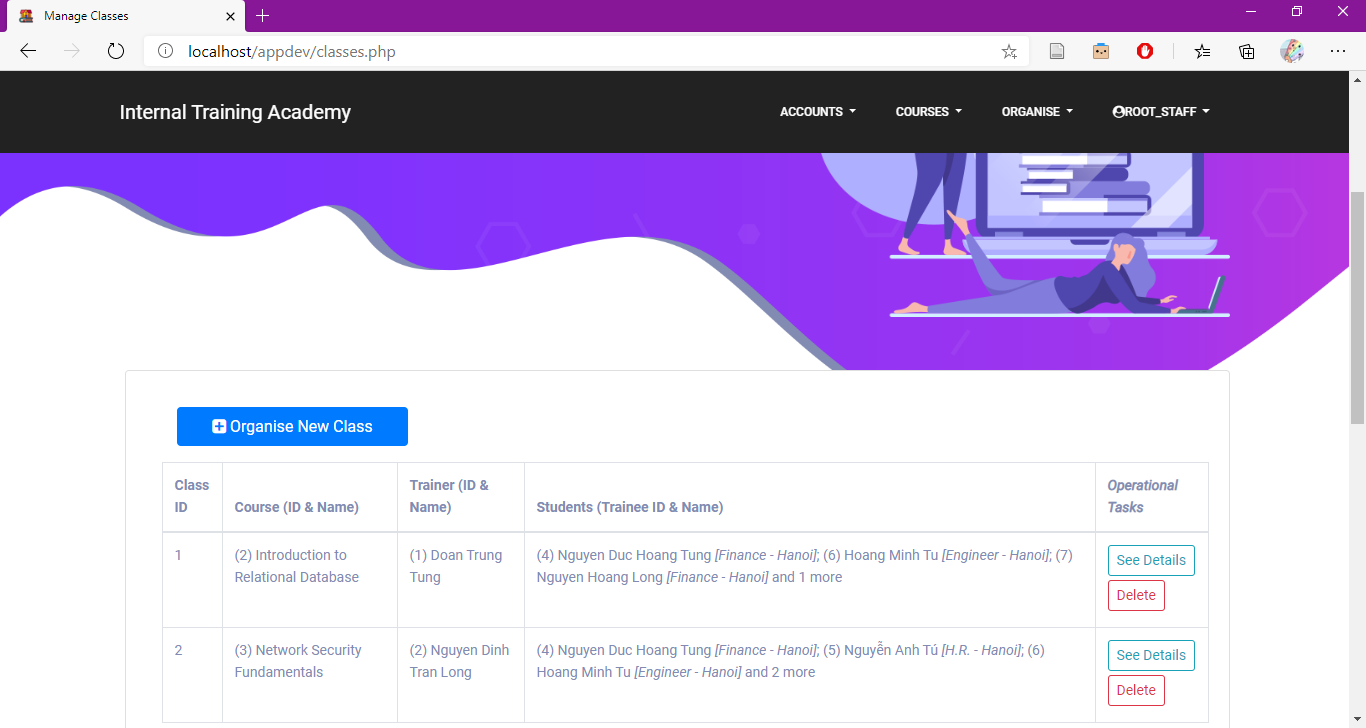 Manage Classes
localhost/appdev/classes.php
Internal Training Academy
ACCOUNTS
COURSES
ORGANISE
ROOT_STAFF
Organise New Class
Class ID
Course (ID & Name)
Trainer (ID & Name)
Students (Trainee ID & Name)
Operational Tasks
1
(2) Introduction to
Relational Database
(1) Doan Trung
Tung
(4) Nguyen Duc Hoang Tung [Finance - Hanoi]; (6) Hoang Minh Tu [Engineer - Hanoi]; (7)
Nguyen Hoang Long [Finance - Hanoi] and 1 more
See Details
Delete
2
(3) Network Security
Fundamentals
(2) Nguyen Dinh
Tran Long
(4) Nguyen Duc Hoang Tung [Finance - Hanoi]; (5) Nguyễn Anh Tú [H.R. - Hanoi]; (6)
Hoang Minh Tu [Engineer - Hanoi] and 2 more
See Details
Delete